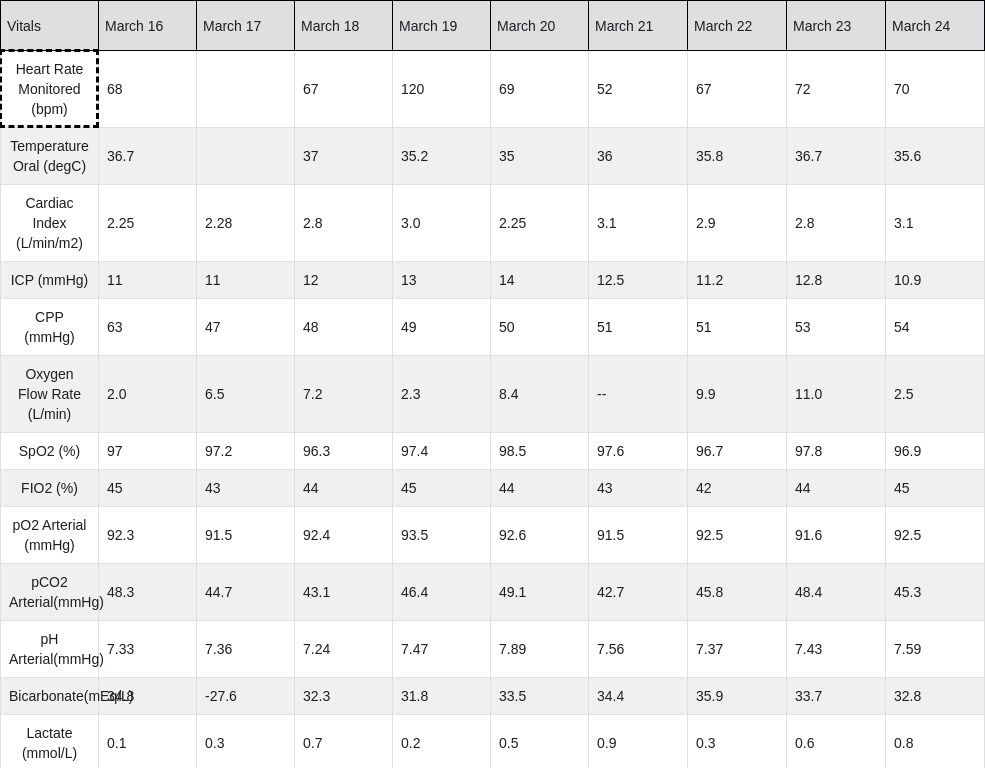 Vitals March 16 March 17 March 18 March 19 March 20 March 21 March 22 March 23 March 24
Heart Rate
Monitored
(bpm)
68 67 120 69 52 67 72 70
Temperature
Oral (degC)
36.7 37 35.2 35 36 35.8 36.7 35.6
Cardiac
Index
(L/min/m2)
2.25 2.28 2.8 3.0 2.25 3.1 2.9 2.8 3.1
ICP (mmHg) 11 11 12 13 14 12.5 11.2 12.8 10.9
CPP
(mmHg)
63 47 48 49 50 51 51 53 54
Oxygen
Flow Rate
(L/min)
2.0 6.5 7.2 2.3 8.4 -- 9.9 11.0 2.5
SpO2 (%) 97 97.2 96.3 97.4 98.5 97.6 96.7 97.8 96.9
FIO2 (%) 45 43 44 45 44 43 42 44 45
pO2 Arterial
(mmHg)
92.3 91.5 92.4 93.5 92.6 91.5 92.5 91.6 92.5
pCO2
Arterial(mmHg)
48.3 44.7 43.1 46.4 49.1 42.7 45.8 48.4 45.3
pH
Arterial(mmHg)
7.33 7.36 7.24 7.47 7.89 7.56 7.37 7.43 7.59
Bicarbonate(mEq/L) 34.8 -27.6 32.3 31.8 33.5 34.4 35.9 33.7 32.8
Lactate
(mmol/L)
0.1 0.3 0.7 0.2 0.5 0.9 0.3 0.6 0.8